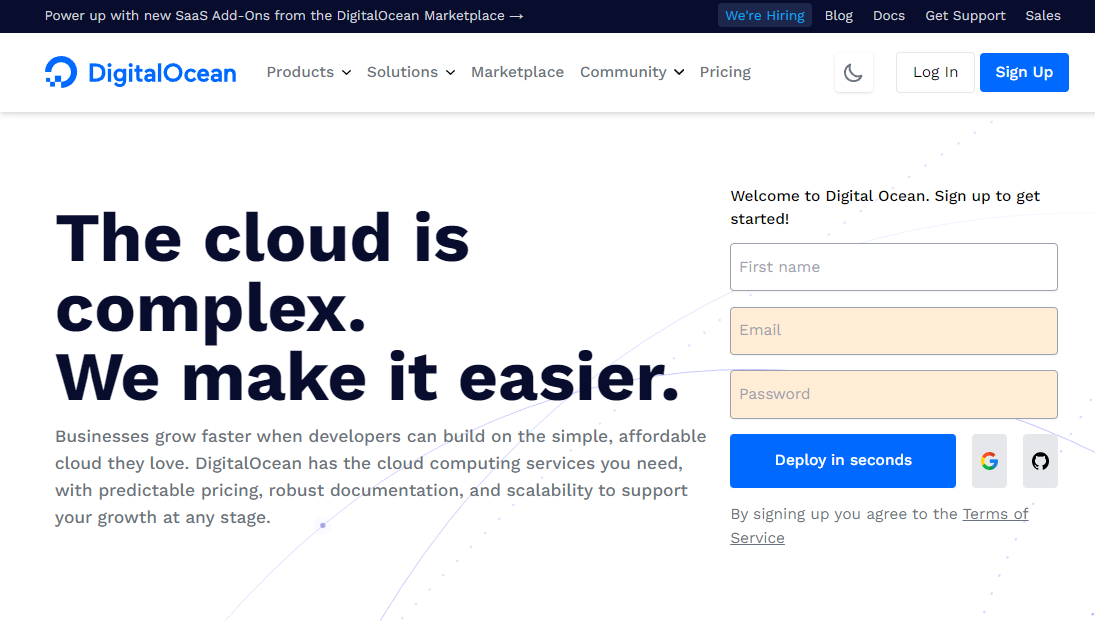 Power up with new SaaS Add-Ons from the DigitalOcean Marketplace →
We're Hiring Blog Docs Get Support Sales
DigitalOcean Products Solutions Marketplace Community Pricing Log In Sign Up
The cloud is
complex.
We make it easier.
Businesses grow faster when developers can build on the simple, affordable
cloud they love. DigitalOcean has the cloud computing services you need,
with predictable pricing, robust documentation, and scalability to support
your growth at any stage.
Welcome to Digital Ocean. Sign up to get
started!
First name
Email
Password
Deploy in seconds
By signing up you agree to the Terms of
Service